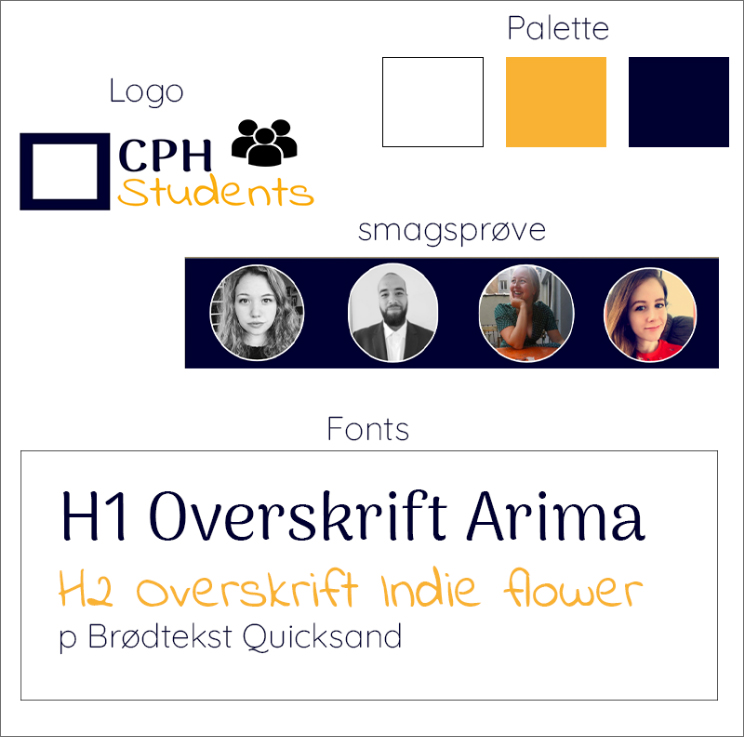 Palette
Logo
CPH
Students
smagsprøve
Fonts
H1 Overskrift Arima
H2 Overskrift Indie flower
p Brødtekst Quicksand